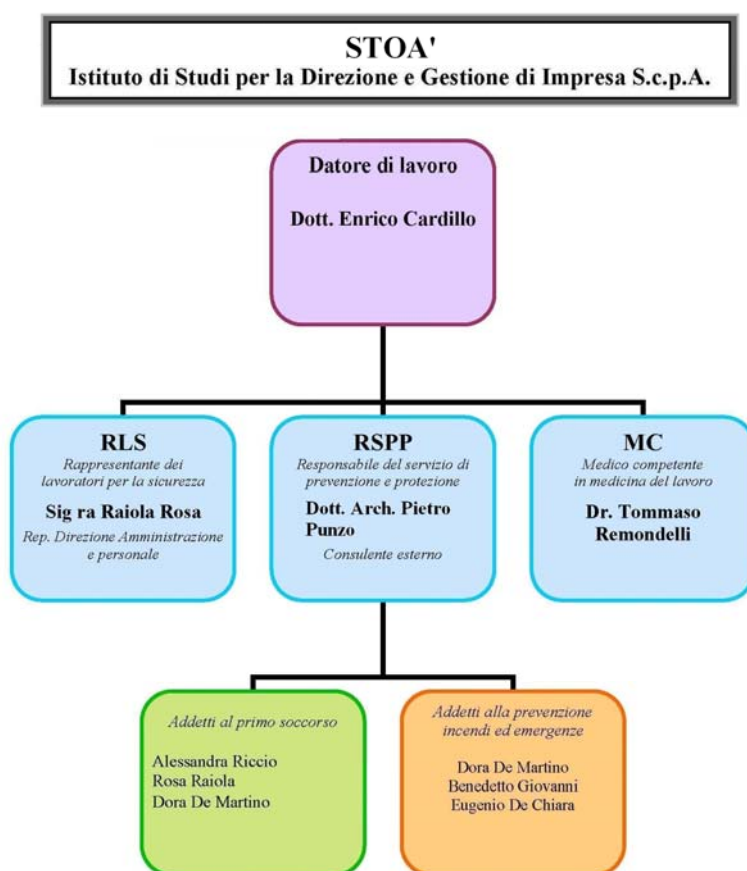 STOA'
Istituto di Studi per la Direzione e Gestione di Impresa S.c.p.A.
Datore di lavoro
Dott. Enrico Cardillo
RLS
Rappresentante dei
lavoratori per la sicurezza
Sig ra Raiola Rosa
Rep. Direzione Amministrazione
e personale
RSPP
Responsabile del servizio di
prevenzione e protezione
Dott. Arch. Pietro
Punzo
Consulente esterno
MC
Medico competente
in medicina del lavoro
Dr. Tommaso
Remondelli
Addetti al primo soccorso
Alessandra Riccio
Rosa Raiola
Dora De Martino
Addetti alla prevenzione
incendi ed emergenze
Dora De Martino
Benedetto Giovanni
Eugenio De Chiara